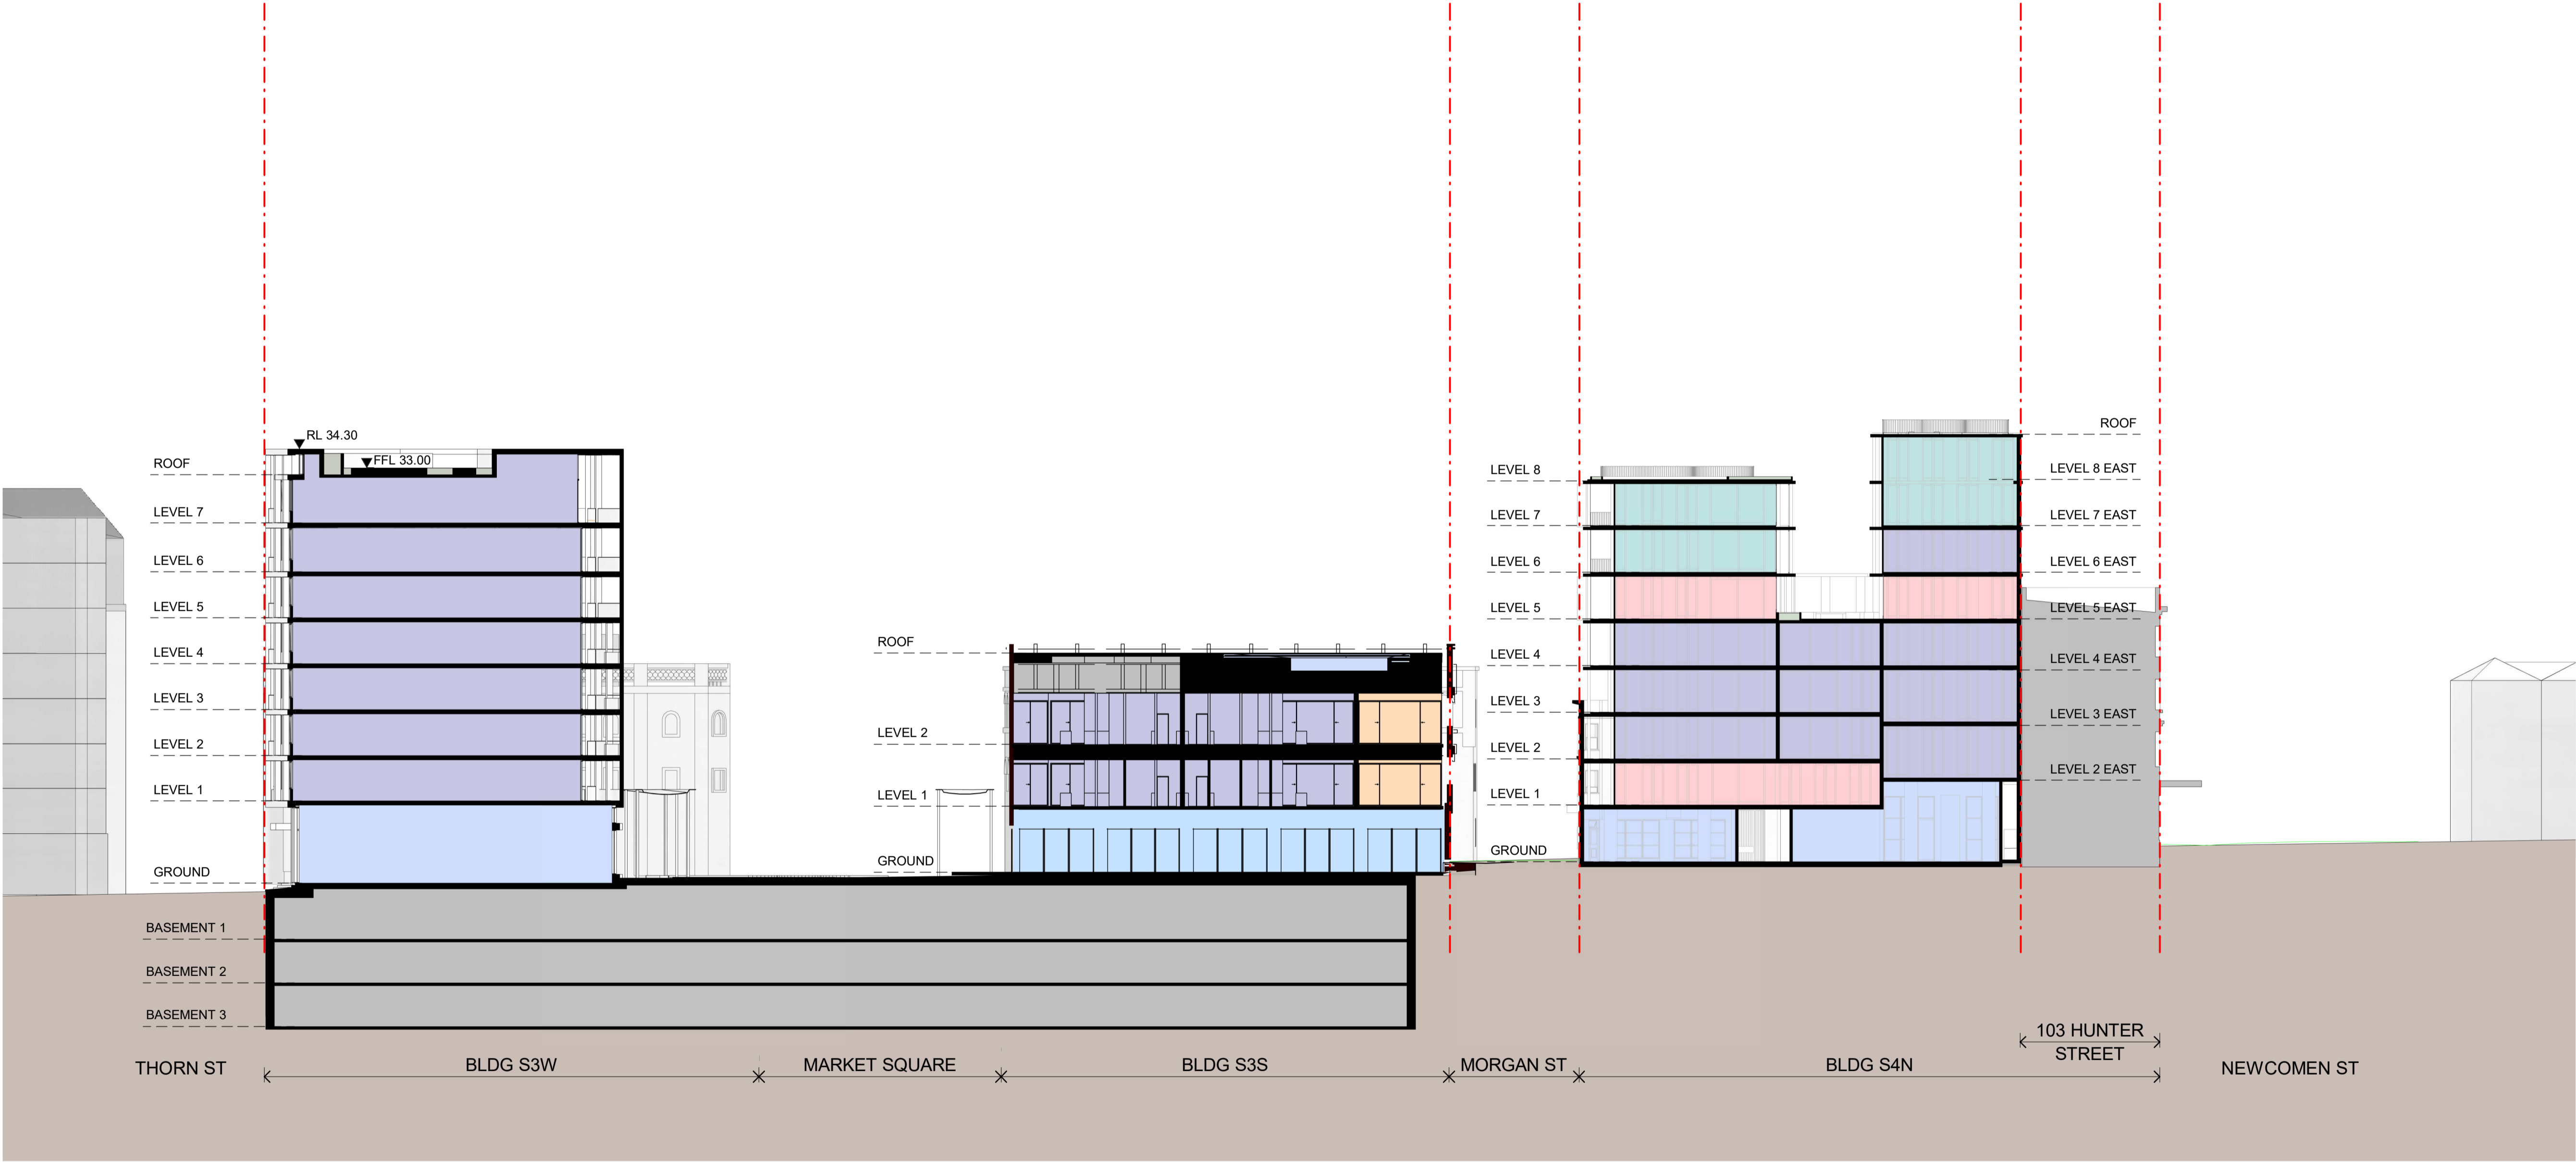 RL 34.30
FFL 33.00
ROOF
LEVEL 7
LEVEL 6
LEVEL 5
LEVEL 4
LEVEL 3
LEVEL 2
LEVEL 1
GROUND
BASEMENT 1
BASEMENT 2
BASEMENT 3
ROOF
LEVEL 2
LEVEL 1
GROUND
LEVEL 8
LEVEL 7
LEVEL 6
LEVEL 5
LEVEL 4
LEVEL 3
LEVEL 2
LEVEL 1
GROUND
ROOF
LEVEL 8 EAST
LEVEL 7 EAST
LEVEL 6 EAST
LEVEL 5 EAST
LEVEL 4 EAST
LEVEL 3 EAST
LEVEL 2 EAST
THORN ST
BLDG S3W
MARKET SQUARE
BLDG S3S
MORGAN ST
BLDG S4N
103 HUNTER
STREET
NEWCOMEN ST